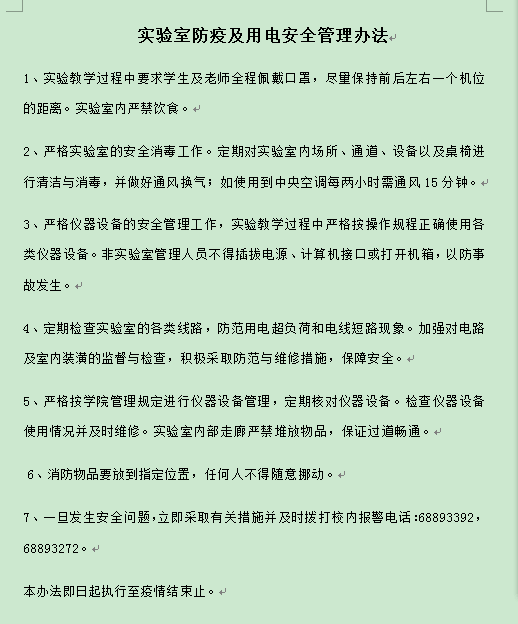 实验室防疫及用电安全管理办法
1、实验教学过程中要求学生及老师全程佩戴口罩，尽量保持前后左右一个机位
的距离。实验室内严禁饮食。
2、严格实验室的安全消毒工作。定期对实验室内场所、通道、设备以及桌椅进
行清洁与消毒，并做好通风换气；如使用到中央空调每两小时需通风 15 分钟。
3、严格仪器设备的安全管理工作，实验教学过程中严格按操作规程正确使用各
类仪器设备。非实验室管理人员不得插拔电源、计算机接口或打开机箱，以防事
故发生。
4、定期检查实验室的各类线路，防范用电超负荷和电线短路现象。加强对电路
及室内装潢的监督与检查，积极采取防范与维修措施，保障安全。
5、严格按学院管理规定进行仪器设备管理，定期核对仪器设备。检查仪器设备
使用情况并及时维修。实验室内部走廊严禁堆放物品，保证过道畅通。
6、消防物品要放到指定位置，任何人不得随意挪动。
7、一旦发生安全问题,立即采取有关措施并及时拨打校内报警电话:68893392，
68893272。
本办法即日起执行至疫情结束止。